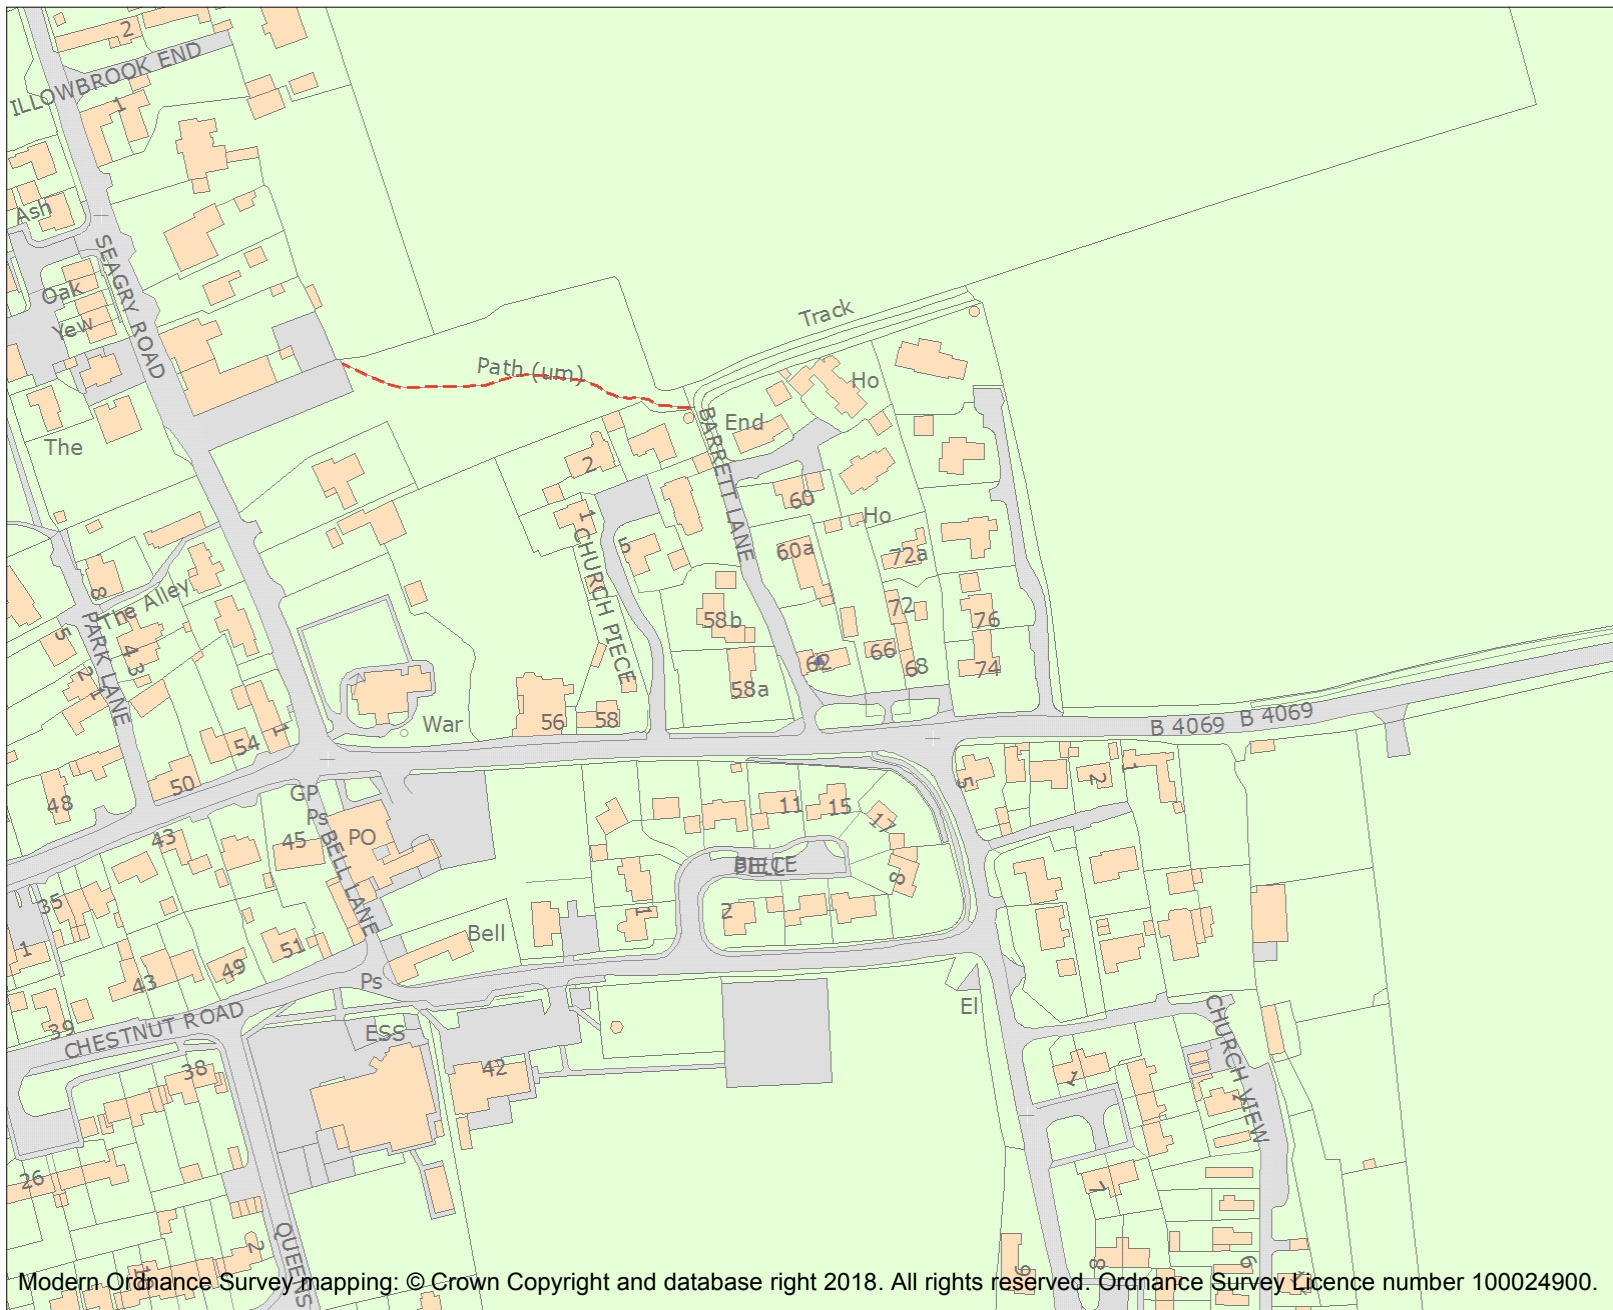 2
ILLOWBROOK END
1
Ash
SEAGRY ROAD
Oak
Yew
The
Path (um)
Track
Ho
End
BARRETT LANE
2
60
Ho
1
CHURCH PIECE
5
60a
72a
8
The Alley
PARK LANE
5
4 3
2
1
58b
72
76
62
66
68
74
58a
56
58
War
1
54
50
48
B 4069
B 4069
GP
Ps
PO
BELL LANE
43
45
11
15
17
5
2
1
PIECE
8
35
1
2
1
Bell
51
49
43
39
Ps
El
CHESTNUT ROAD
ESS
42
38
CHURCH VIEW
1
26
7
2
QUEENS
8
6
9
Modern Ordnance Survey mapping: © Crown Copyright and database right 2018. All rights reserved. Ordnance Survey Licence number 100024900.